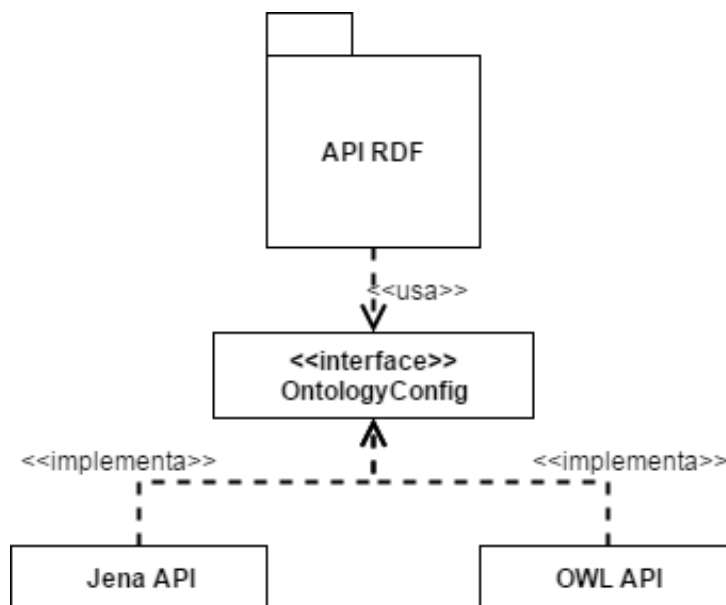 API RDF
<<usa>>
<<interface>>
OntologyConfig
<<implementa>>
<<implementa>>
Jena API
OWL API